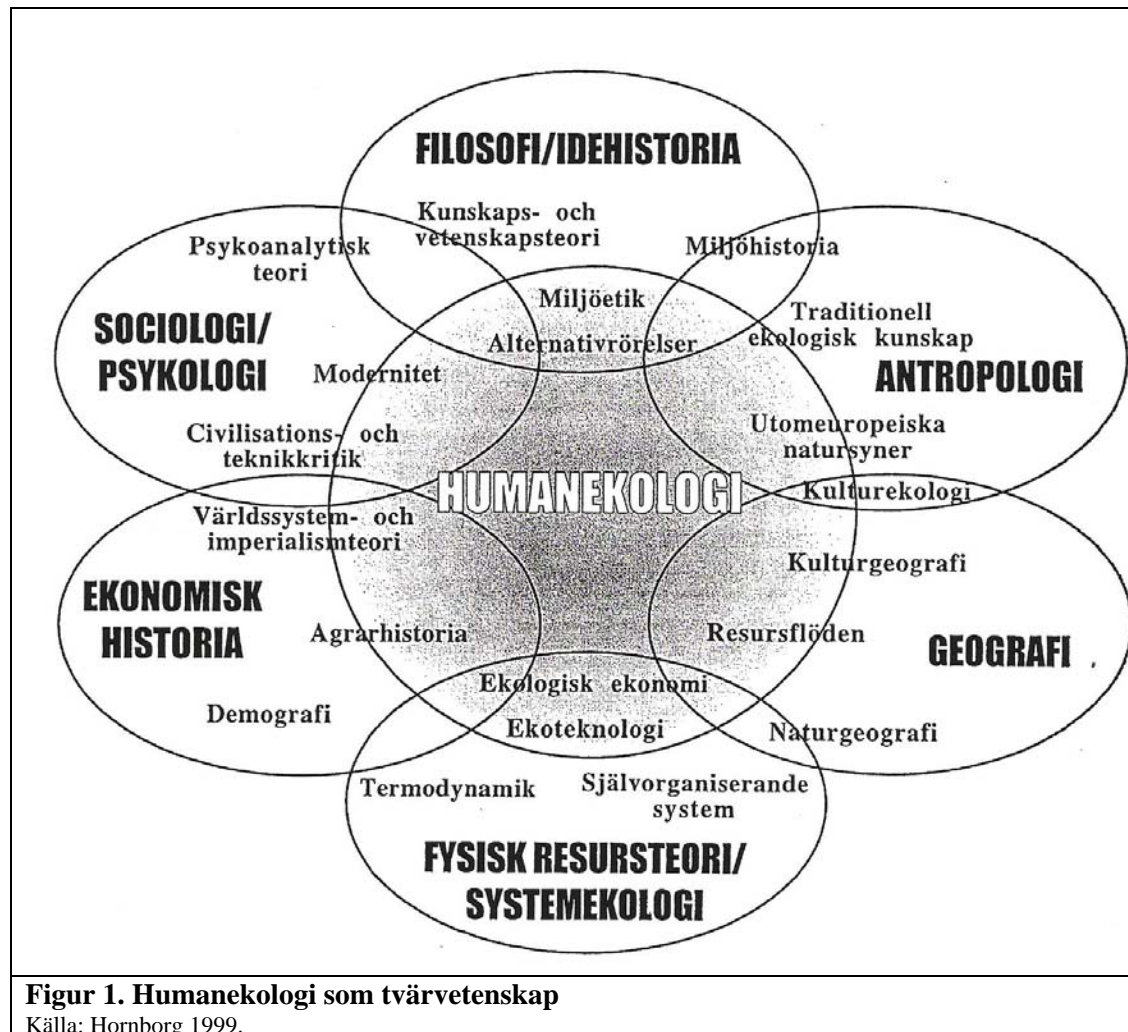 FILOSOFI/IDEHISTORIA
Kunskaps- och
vetenskapsteori
Psykoanalytisk
teori
Miljöhistoria
Miljöetik
Alternativrörelser
SOCIOLOGI/
PSYKOLOGI
Modernitet
Civilisations- och
teknikkritik
Traditionell
ekologisk kunskap
ANTROPOLOGI
Utomeuropeiska
natursyner
HUMANEKOLOGI
Kulturekologi
Världssystem- och
imperialismteori
EKONOMISK
HISTORIA
Agrarhistoria
Demografi
Kulturgeografi
Resursflöden
GEOGRAFI
Naturgeografi
Ekologisk ekonomi
Ekoteknologi
Termodynamik
Självorganiserande
system
FYSISK RESURSTEORI/
SYSTEMEKOLOGI
Figur 1. Humanekologi som tvärvetenskap
Källa: Hornborg 1999.